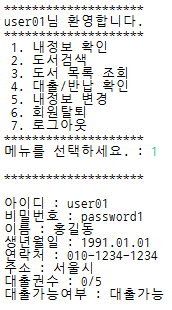 ********************
user01님 환영합니다.
********************
1. 내정보 확인
2. 도서검색
3. 도서 목록 조회
4. 대출/반납 확인
5. 내정보 변경
6. 회원탈퇴
7. 로그아웃
********************
메뉴를 선택하세요. : 1
********************
아이디 : user01
비밀번호 : password1
이름 : 홍길동
생년월일 : 1991.01.01
연락처 : 010-1234-1234
주소 : 서울시
대출권수 : 0/5
대출가능여부 : 대출가능